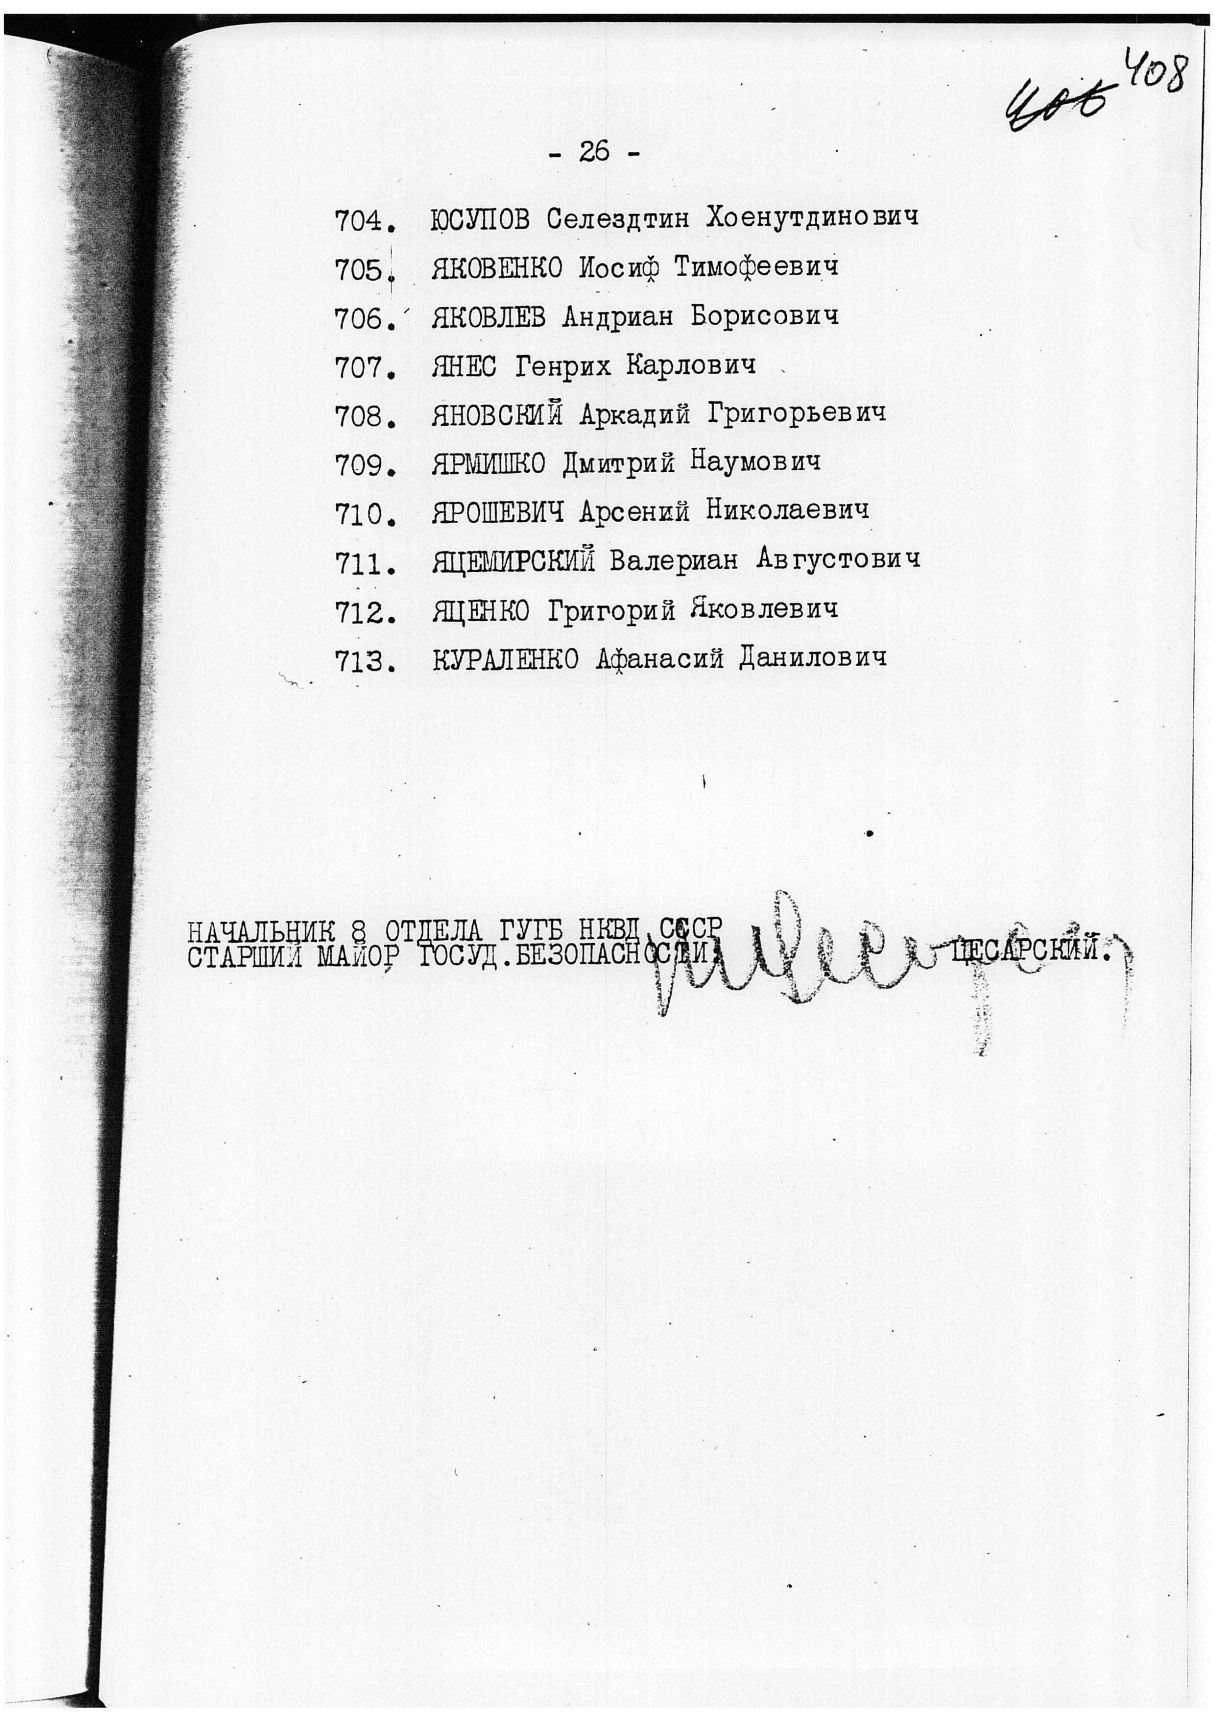 408
406
- 26 -
704. ЮСУПОВ Селездтин Хоенутдинович
705. ЯКОВЕНКО Иосиф Тимофеевич
706. ЯКОВЛЕВ Андриан Борисович
707. ЯНЕС Генрих Карлович
708. ЯНОВСКИЙ Аркадий Григорьевич
709. ЯРМИШКО Дмитрий Наумович
710. ЯРОШЕВИЧ Арсений Николаевич
711. ЯЦЕМИРСКИЙ Валериан Августович
712. ЯЦЕНКО Григорий Яковлевич
713. КУРАЛЕНКО Афанасий Данилович
НАЧАЛЬНИК 8 ОТДЕЛА ГУГБ НКВД СССР
СТАРШИЙ МАЙОР ГОСУД.БЕЗОПАСНОСТИ: ЦЕСАРСКИЙ.